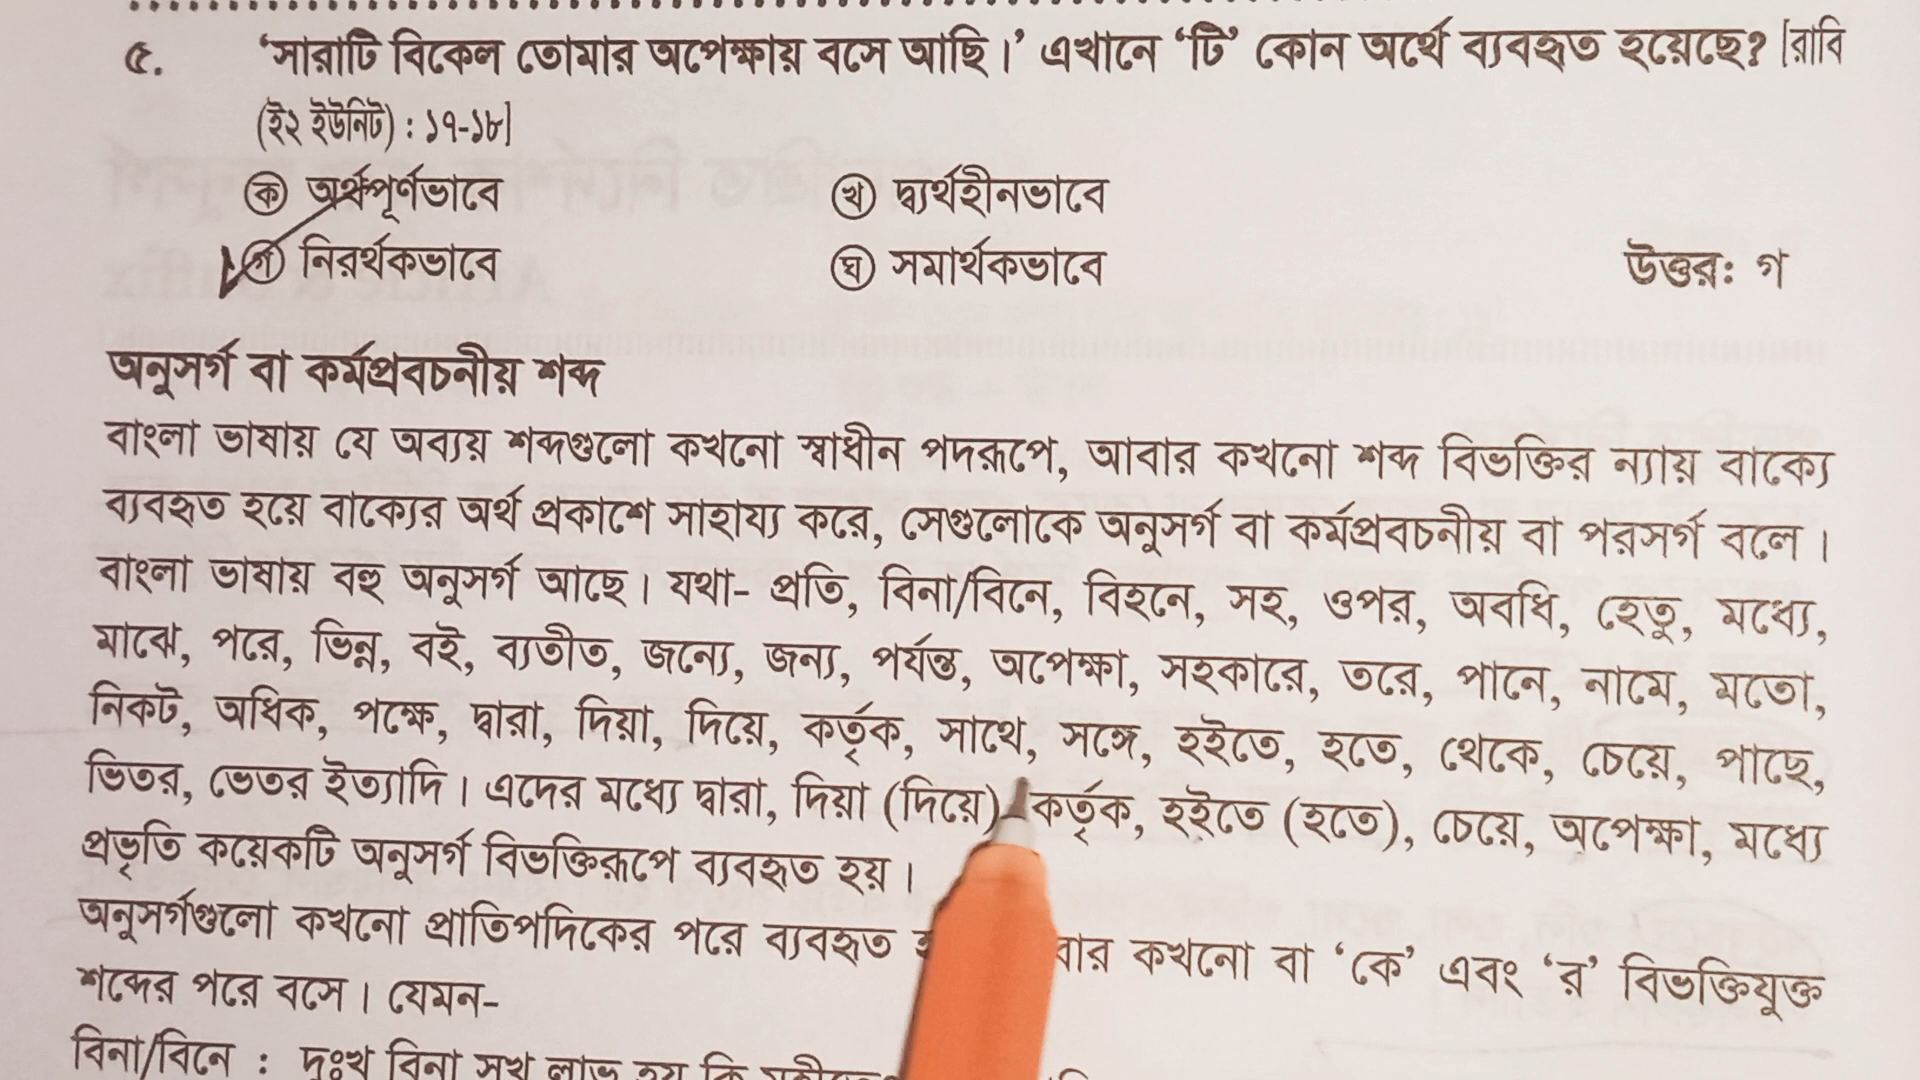 ৫. ‘সারাটি বিকেল তোমার অপেক্ষায় বসে আছি।’ এখানে ‘টি’ কোন অর্থে ব্যবহৃত হয়েছে? [রাবি
(ই২ ইউনিট) : ১৭-১৮]
ক অর্থপূর্ণভাবে খ দ্ব্যর্থহীনভাবে
গ নিরর্থকভাবে ঘ সমার্থকভাবে উত্তর: গ
অনুসর্গ বা কর্মপ্রবচনীয় শব্দ
বাংলা ভাষায় যে অব্যয় শব্দগুলো কখনো স্বাধীন পদরূপে, আবার কখনো শব্দ বিভক্তির ন্যায় বাক্যে
ব্যবহৃত হয়ে বাক্যের অর্থ প্রকাশে সাহায্য করে, সেগুলোকে অনুসর্গ বা কর্মপ্রবচনীয় বা পরসর্গ বলে।
বাংলা ভাষায় বহু অনুসর্গ আছে। যথা- প্রতি, বিনা/বিনে, বিহনে, সহ, ওপর, অবধি, হেতু, মধ্যে,
মাঝে, পরে, ভিন্ন, বই, ব্যতীত, জন্যে, জন্য, পর্যন্ত, অপেক্ষা, সহকারে, তরে, পানে, নামে, মতো,
নিকট, অধিক, পক্ষে, দ্বারা, দিয়া, দিয়ে, কর্তৃক, সাথে, সঙ্গে, হইতে, হতে, থেকে, চেয়ে, পাছে,
ভিতর, ভেতর ইত্যাদি। এদের মধ্যে দ্বারা, দিয়া (দিয়ে) কর্তৃক, হইতে (হতে), চেয়ে, অপেক্ষা, মধ্যে
প্রভৃতি কয়েকটি অনুসর্গ বিভক্তিরূপে ব্যবহৃত হয়।
অনুসর্গগুলো কখনো প্রাতিপদিকের পরে ব্যবহৃত কখনো বা ‘কে’ এবং ‘র’ বিভক্তিযুক্ত
শব্দের পরে বসে। যেমন-
বিনা/বিনে : দুঃখ বিনা সুখ লাভ হয় কি